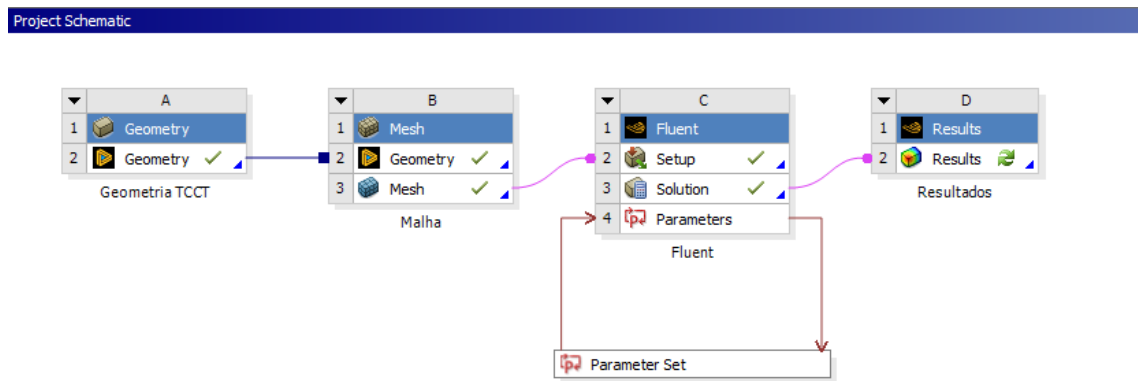 Project Schematic
A
1 Geometry
2 Geometry
Geometria TCCT
B
1 Mesh
2 Geometry
3 Mesh
Malha
C
1 Fluent
2 Setup
3 Solution
4 Parameters
Fluent
D
1 Results
2 Results
Resultados
Parameter Set